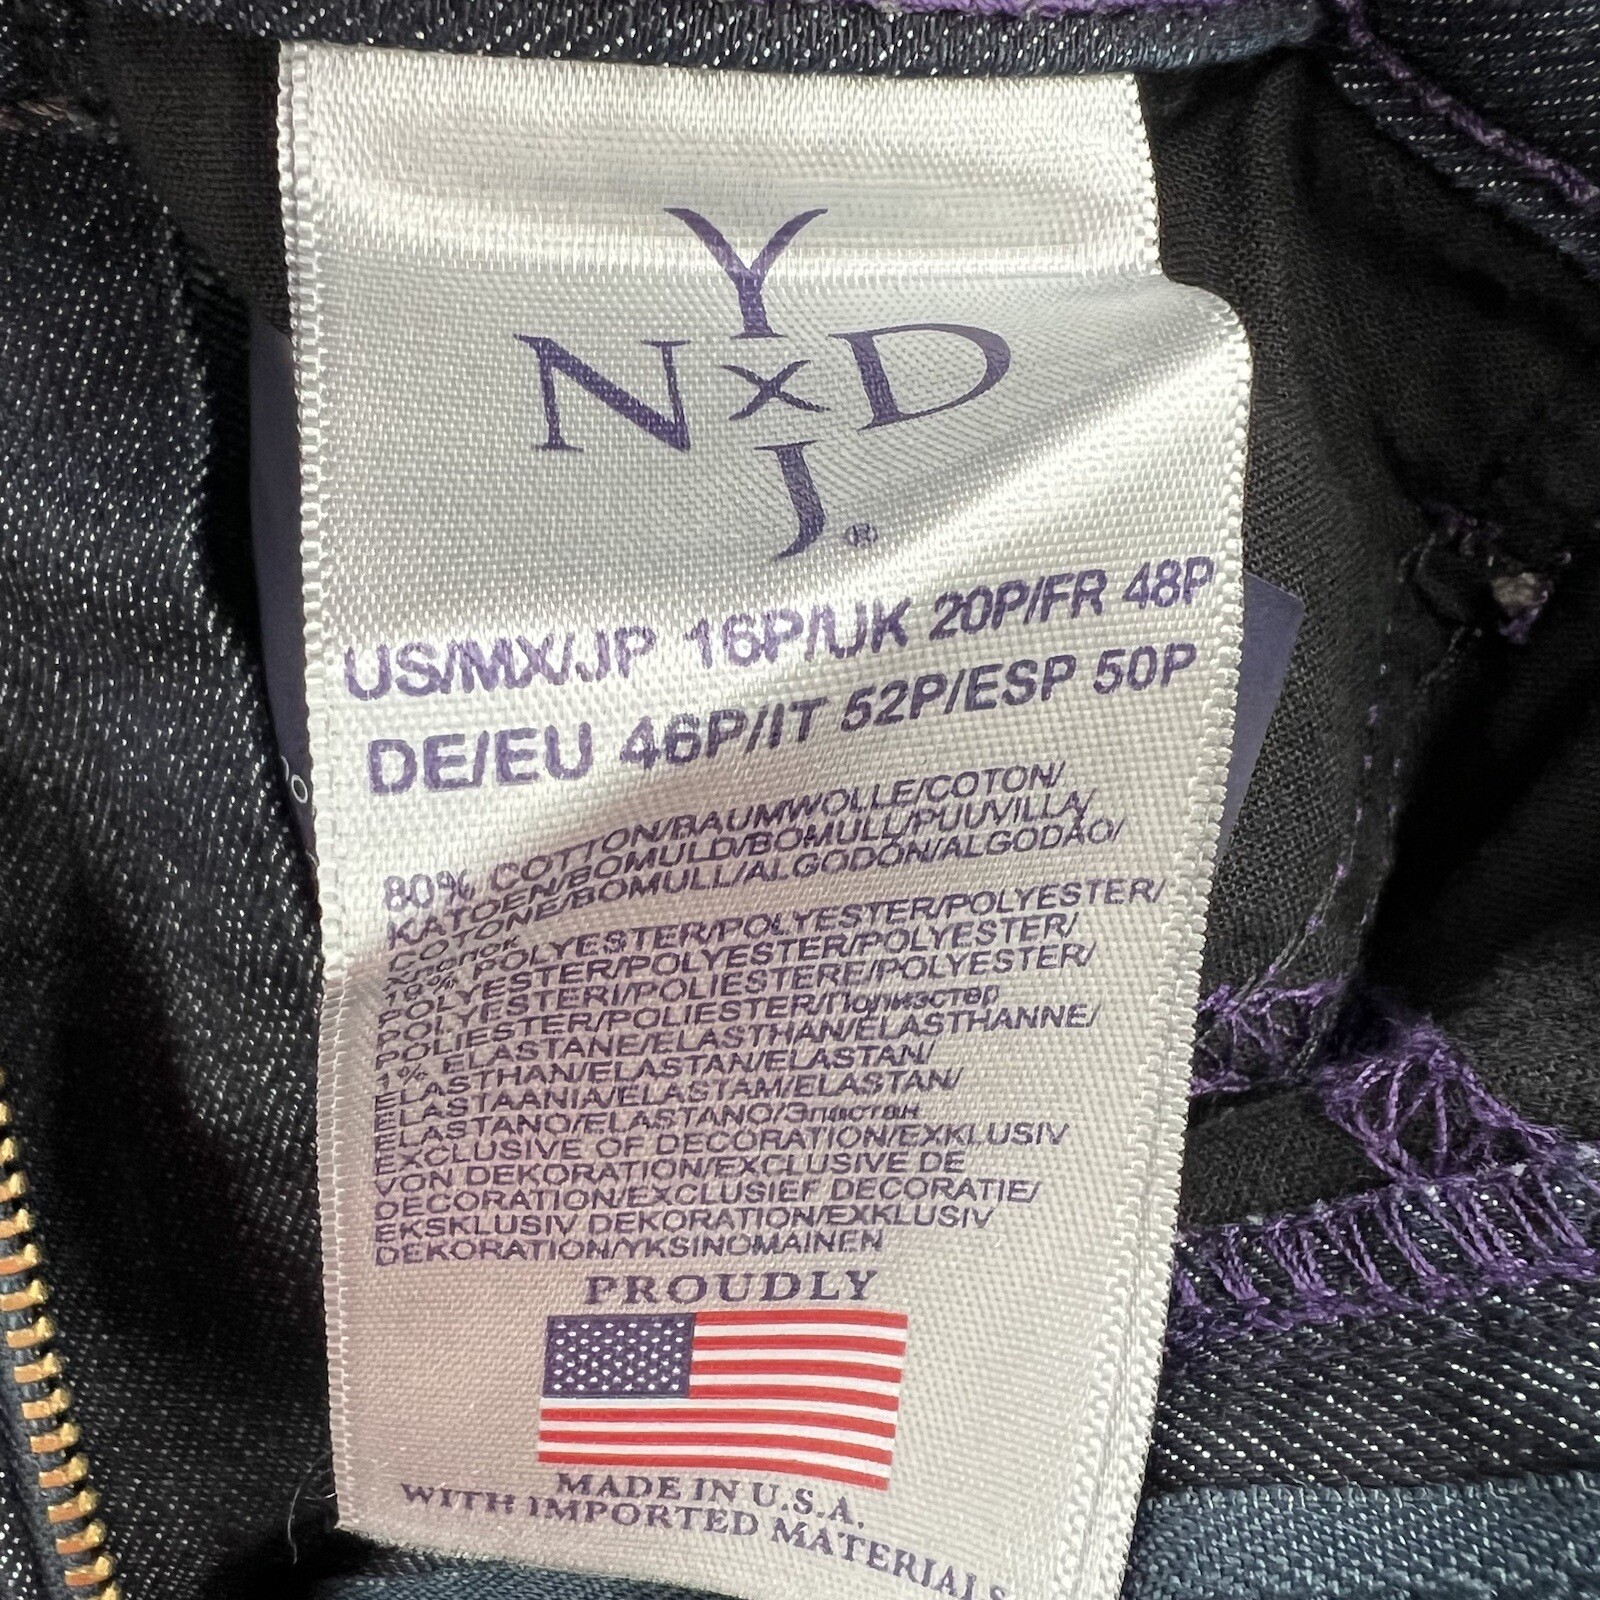 Y
N x D
J®
US/MX/JP 16P/UK 20P/FR 48P
DE/EU 46P/IT 52P/ESP 50P
80% COTTON/BAUMWOLLE/COTON/
KATOEN/BOMULD/BOMULL/PUUVILLA/
COTONE/BOMULL/ALGODÓN/ALGODÃO/
Хлопок
19% POLYESTER/POLYESTER/POLYESTER/
POLYESTER/POLYESTER/POLYESTER/
POLYESTERI/POLIESTERE/POLYESTER/
POLIESTER/POLIESTER/Полиэстер
1% ELASTANE/ELASTHAN/ÉLASTHANNE/
ELASTHAN/ELASTAN/ELASTAN/
ELASTAANIA/ELASTAM/ELASTAN/
ELASTANO/ELASTANO/Эластан
EXCLUSIVE OF DECORATION/EXKLUSIV
VON DEKORATION/EXCLUSIVE DE
DECORATION/EXCLUSIEF DECORATIE/
EKSKLUSIV DEKORATION/EXKLUSIV
DEKORATION/YKSINOMAINEN
PROUDLY
MADE IN U.S.A.
WITH IMPORTED MATERIALS